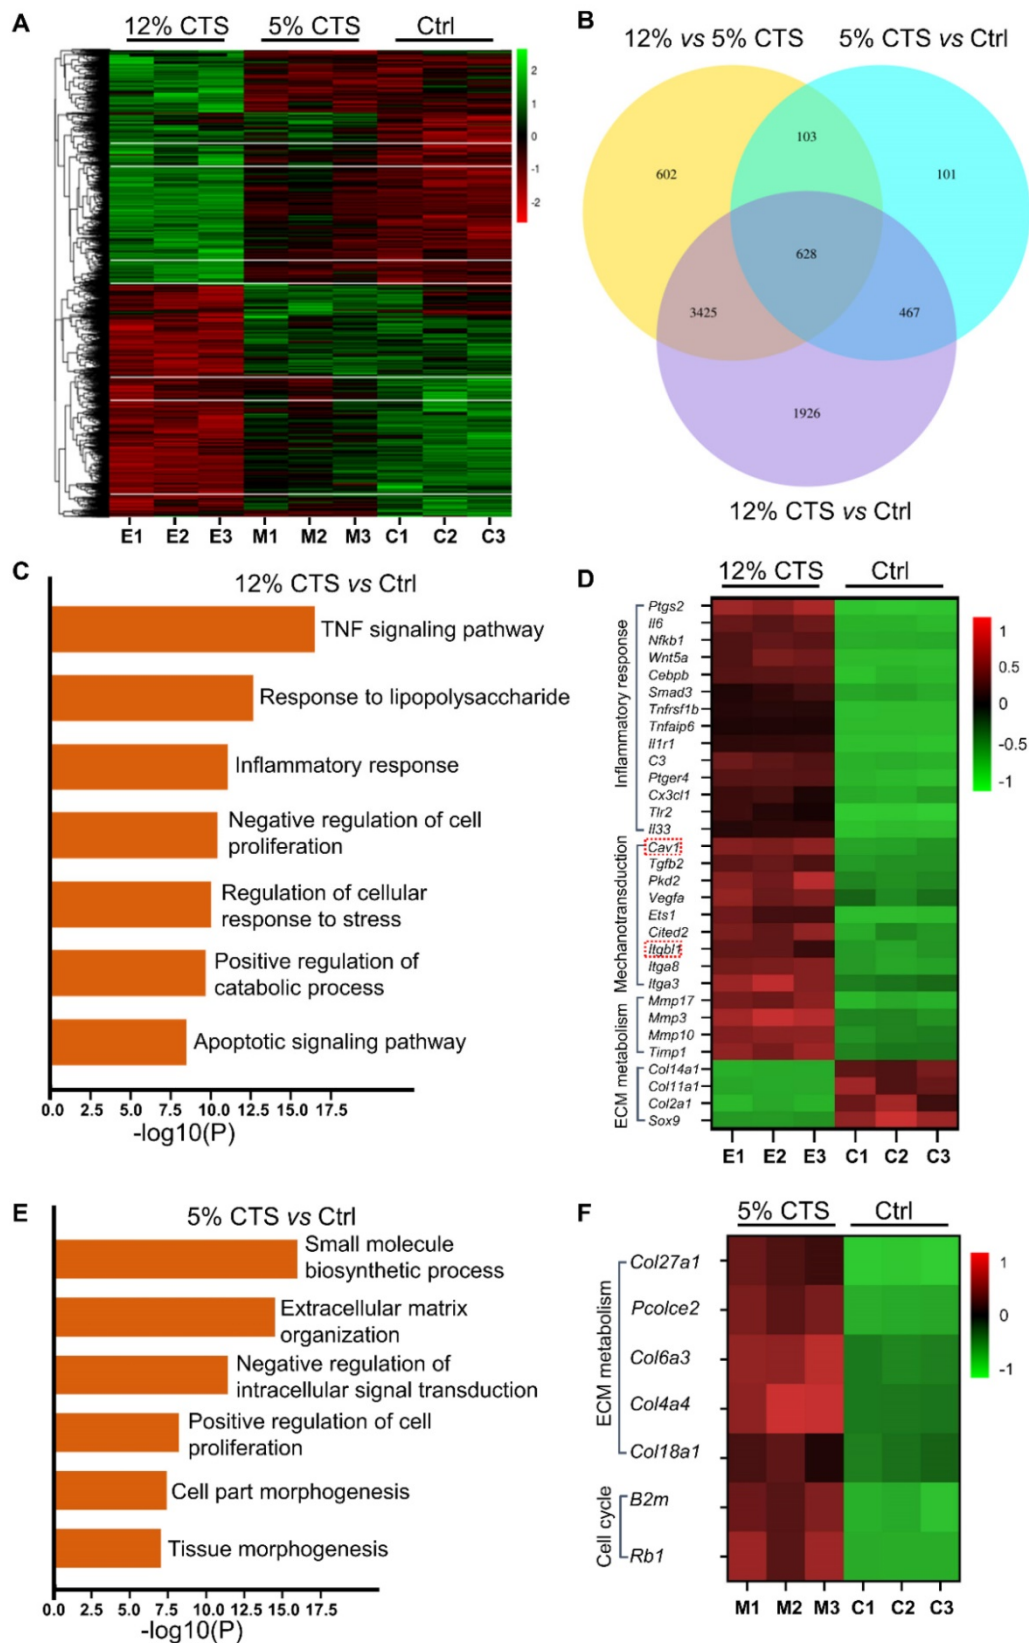 A
12% CTS 5% CTS Ctrl
2
1
0
-1
-2
E1 E2 E3 M1 M2 M3 C1 C2 C3
B
12% vs 5% CTS 5% CTS vs Ctrl
103
602
101
628
3425
467
1926
12% CTS vs Ctrl
C
12% CTS vs Ctrl
TNF signaling pathway
Response to lipopolysaccharide
Inflammatory response
Negative regulation of cell
proliferation
Regulation of cellular
response to stress
Positive regulation of
catabolic process
Apoptotic signaling pathway
0.0 2.5 5.0 7.5 10.0 12.5 15.0 17.5
-log10(P)
D
12% CTS Ctrl
Inflammatory response
Ptgs2
Il6
Nfkb1
Wnt5a
Cebpb
Smad3
Tnfrsf1b
Tnfaip6
Il1r1
C3
Ptger4
Cx3cl1
Tlr2
Il33
Mechanotransduction
Cav1
Tgfb2
Pkd2
Vegfa
Ets1
Cited2
Itgbl1
Itga8
Itga3
ECM metabolism
Mmp17
Mmp3
Mmp10
Timp1
Col14a1
Col11a1
Col2a1
Sox9
1
0.5
0
-0.5
-1
E1 E2 E3 C1 C2 C3
E
5% CTS vs Ctrl
Small molecule
biosynthetic process
Extracellular matrix
organization
Negative regulation of
intracellular signal transduction
Positive regulation of cell
proliferation
Cell part morphogenesis
Tissue morphogenesis
0.0 2.5 5.0 7.5 10.0 12.5 15.0 17.5
-log10(P)
F
5% CTS Ctrl
ECM metabolism
Col27a1
Pcolce2
Col6a3
Col4a4
Col18a1
Cell cycle
B2m
Rb1
1
0
-1
M1 M2 M3 C1 C2 C3